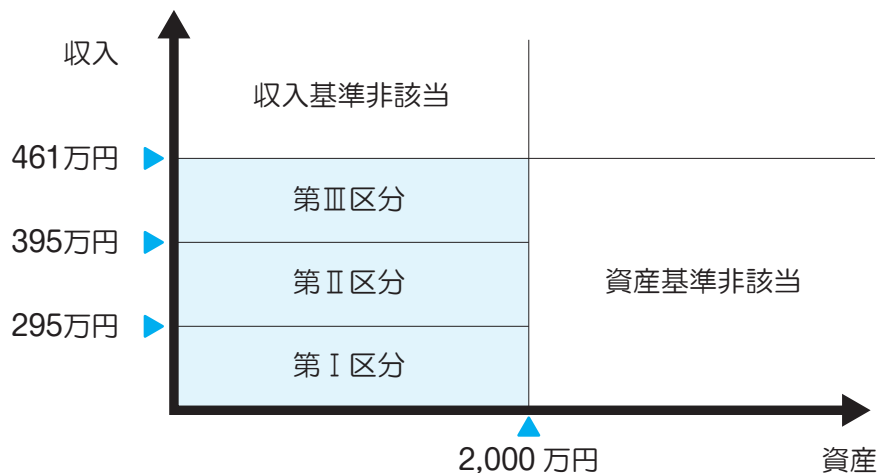 収入
収入基準非該当
461万円
第Ⅲ区分
395万円
第Ⅱ区分
資産基準非該当
295万円
第Ⅰ区分
2,000 万円
資産